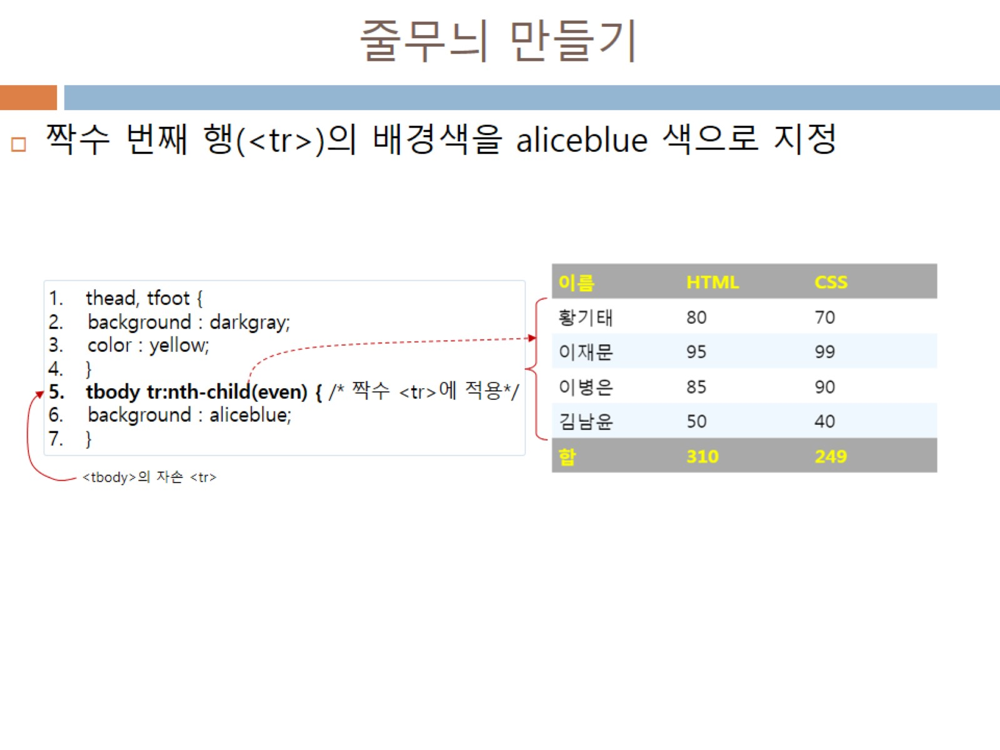 줄무늬 만들기
짝수 번째 행(<tr>)의 배경색을 aliceblue 색으로 지정
1. thead, tfoot {
2. background : darkgray;
3. color : yellow;
4. }
5. tbody tr:nth-child(even) { /* 짝수 <tr>에 적용*/
6. background : aliceblue;
7. }
<tbody>의 자손 <tr>
이름 HTML CSS
황기태 80 70
이재문 95 99
이병은 85 90
김남윤 50 40
합 310 249